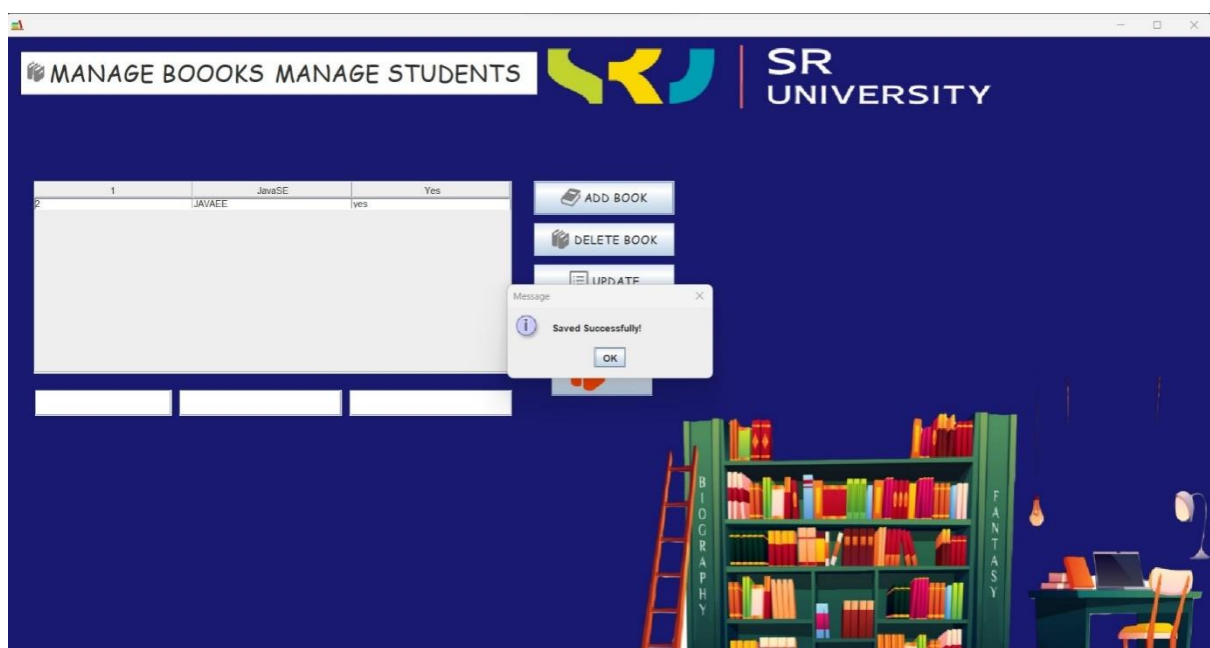 MANAGE BOOOKS MANAGE STUDENTS
SR
UNIVERSITY
1 JavaSE Yes
2 JAVAEE yes
ADD BOOK
DELETE BOOK
UPDATE
Message
Saved Successfully!
OK
BIOGRAPHY
FANTASY